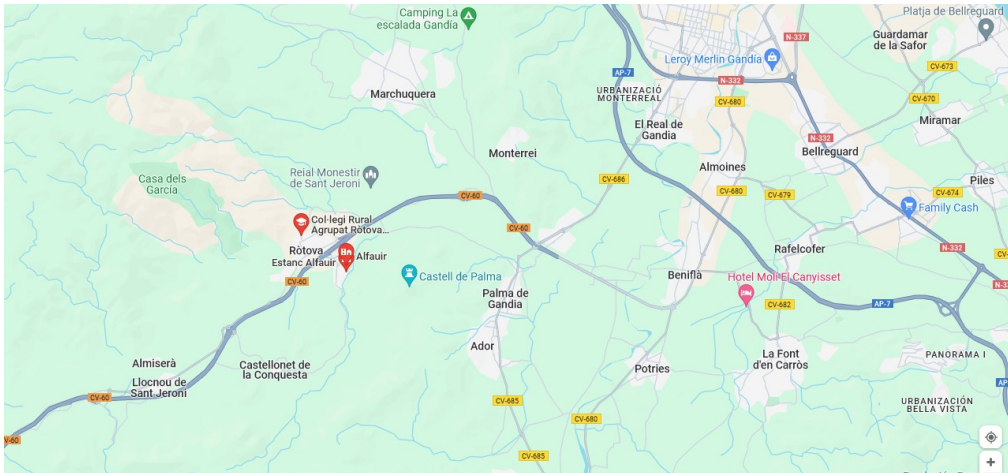 Camping La
escalada Gandía
Platja de Bellreguard
N-337
Guardamar
de la Safor
Leroy Merlin Gandia
CV-673
AP-7
N-332
Marchuquera
URBANIZACIÓ
MONTERREAL
CV-680
CV-670
El Real de
Gandia
Miramar
N-332
Monterrei
Bellreguard
Almoines
Casa dels
García
Reial Monestir
de Sant Jeroni
CV-686
Piles
CV-60
CV-680
CV-679
CV-674
Family Cash
Col·legi Rural
Agrupat Ròtova...
CV-60
Ròtova
Estanc Alfauir
Alfauir
Rafelcofer
N-332
CV-60
Castell de Palma
Beniflà
Hotel Molí El Canyisset
Palma de
Gandia
CV-682
AP-7
Ador
La Font
d'en Carròs
PANORAMA I
Almiserà
Castellonet de
la Conquesta
Potries
Llocnou de
Sant Jeroni
AP-
CV-60
CV-685
URBANIZACIÓN
BELLA VISTA
CV-680
V-60
CV-685